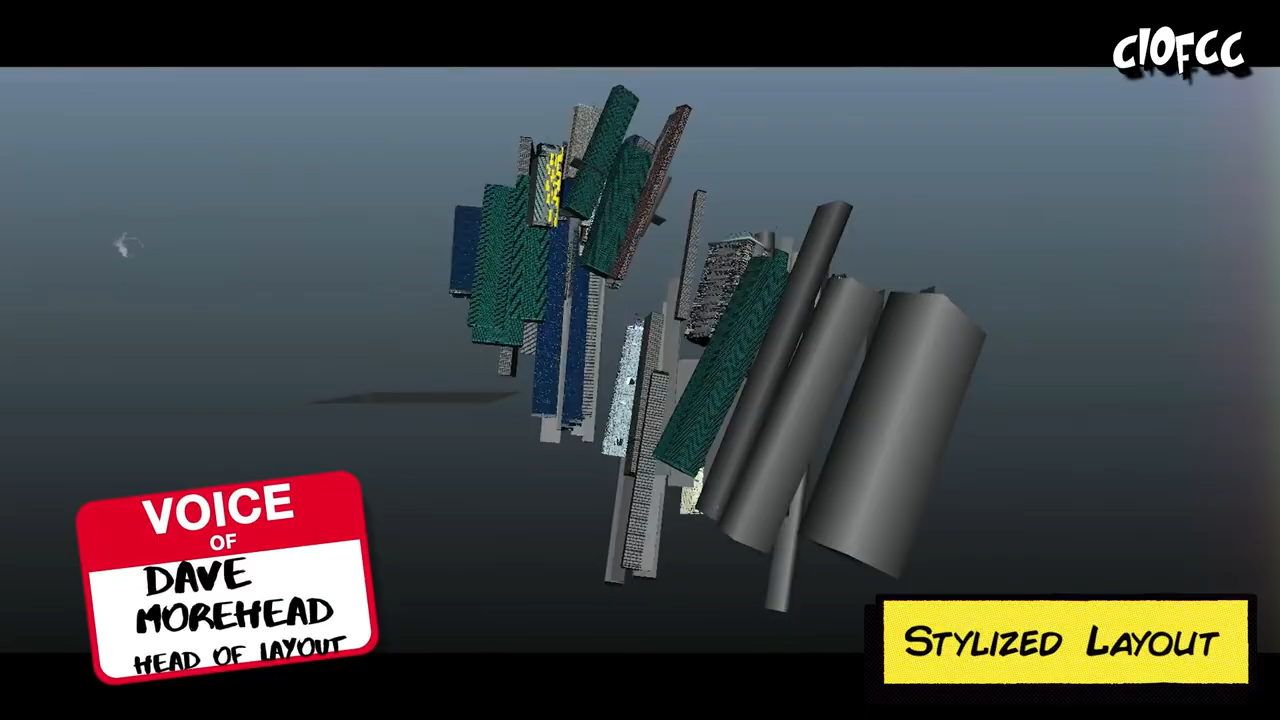 CIOFCC
VOICE
OF
DAVE
MOREHEAD
HEAD OF LAYOUT
STYLIZED LAYOUT